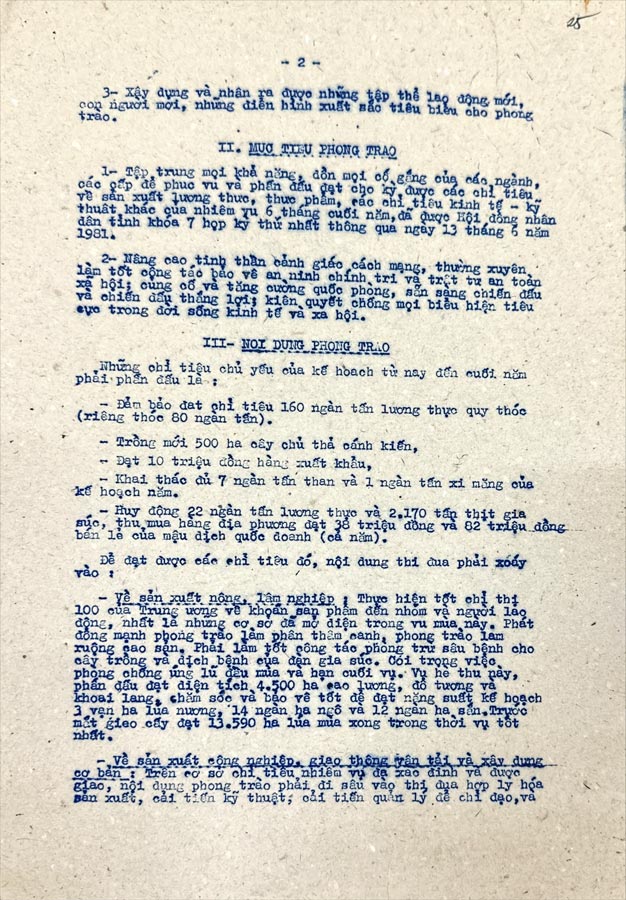 25
- 2 -
3- Xây dựng và nhân ra được những tập thể lao động mới,
con người mới, những điển hình xuất sắc tiêu biểu cho phong
trào.
II. MỤC TIÊU PHONG TRÀO
1- Tập trung mọi khả năng, dồn mọi cố gắng của các ngành,
các cấp để phục vụ và phấn đấu đạt cho kỳ được các chỉ tiêu
về sản xuất lương thực, thực phẩm, các chỉ tiêu kinh tế - kỹ
thuật khác của nhiệm vụ 6 tháng cuối năm, đã được Hội đồng nhân
dân tỉnh khóa 7 họp kỳ thứ nhất thông qua ngày 13 tháng 6 năm
1981.
2- Nâng cao tinh thần cảnh giác cách mạng, thường xuyên
làm tốt công tác bảo vệ an ninh chính trị và trật tự an toàn
xã hội; củng cố và tăng cường quốc phòng, sẵn sàng chiến đấu
và chiến đấu thắng lợi; kiên quyết chống mọi biểu hiện tiêu
cực trong đời sống kinh tế và xã hội.
III- NỘI DUNG PHONG TRÀO
Những chỉ tiêu chủ yếu của kế hoạch từ nay đến cuối năm
phải phấn đấu là :
- Đảm bảo đạt chỉ tiêu 160 ngàn tấn lương thực quy thóc
(riêng thóc 80 ngàn tấn).
- Trồng mới 500 ha cây chủ thả cánh kiến,
- Đạt 10 triệu đồng hàng xuất khẩu,
- Khai thác đủ 7 ngàn tấn than và 1 ngàn tấn xi măng của
kế hoạch năm.
- Huy động 22 ngàn tấn lương thực và 2.170 tấn thịt gia
súc, thu mua hàng địa phương đạt 38 triệu đồng và 82 triệu đồng
bán lẻ của mậu dịch quốc doanh (cả năm).
Để đạt được các chỉ tiêu đó, nội dung thi đua phải xoáy
vào :
- Về sản xuất nông, lâm nghiệp : Thực hiện tốt chỉ thị
100 của Trung ương về khoán sản phẩm đến nhóm và người lao
động, nhất là những cơ sở đã mở diện trong vụ mùa này. Phát
động mạnh phong trào làm phân thâm canh, phong trào làm
ruộng cao sản. Phải làm tốt công tác phòng trừ sâu bệnh cho
cây trồng và dịch bệnh của đàn gia súc. Coi trọng việc
phòng chống úng lũ đầu mùa và hạn cuối vụ. Vụ hè thu này,
phấn đấu đạt diện tích 4.500 ha cao lương, đỗ tương và
khoai lang, chăm sóc và bảo vệ tốt để đạt năng suất kế hoạch
3 vạn ha lúa nương, 14 ngàn ha ngô và 12 ngàn ha sắn. Trước
mắt gieo cấy đạt 13.590 ha lúa mùa xong trong thời vụ tốt
nhất.
- Về sản xuất công nghiệp, giao thông vận tải và xây dựng
cơ bản : Trên cơ sở chỉ tiêu nhiệm vụ đã xác định và được
giao, nội dung phong trào phải đi sâu vào thi đua hợp lý hóa
sản xuất, cải tiến kỹ thuật; cải tiến quản lý để chỉ đạo, và